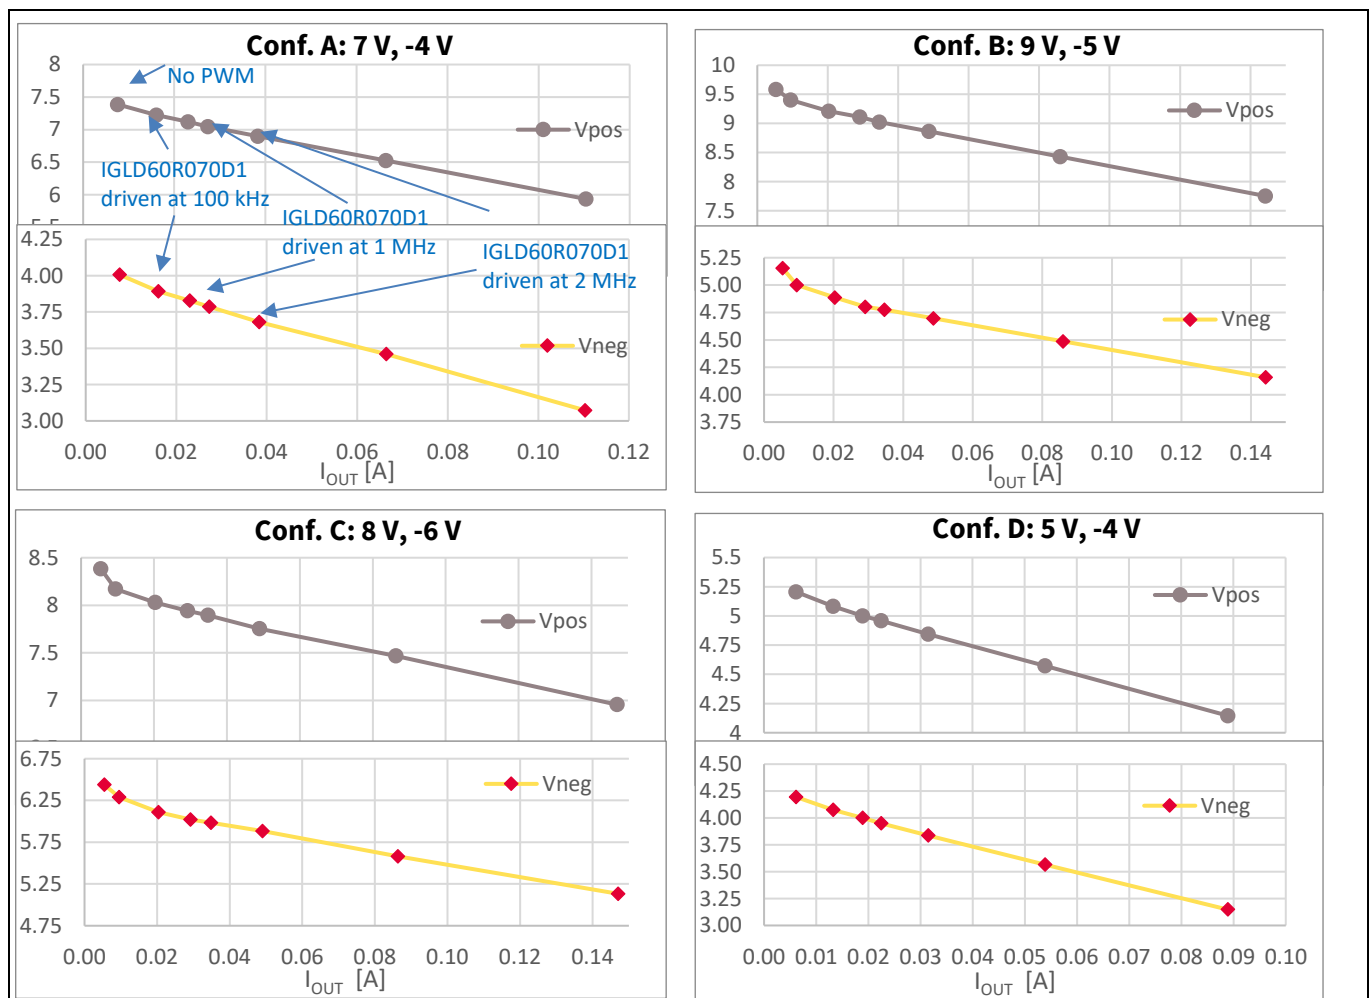 Conf. A: 7 V, -4 V
8
7.5
7
6.5
6
5.5
No PWM
Vpos
IGLD60R070D1
driven at 100 kHz
IGLD60R070D1
driven at 1 MHz
IGLD60R070D1
driven at 2 MHz
4.25
4.00
3.75
3.50
3.25
3.00
Vneg
0.00 0.02 0.04 0.06 0.08 0.10 0.12
IOUT [A]
Conf. B: 9 V, -5 V
10
9.5
9
8.5
8
7.5
Vpos
5.25
5.00
4.75
4.50
4.25
4.00
3.75
Vneg
0.00 0.02 0.04 0.06 0.08 0.10 0.12 0.14
IOUT [A]
Conf. C: 8 V, -6 V
8.5
8
7.5
7
Vpos
6.75
6.25
5.75
5.25
4.75
Vneg
0.00 0.02 0.04 0.06 0.08 0.10 0.12 0.14
IOUT [A]
Conf. D: 5 V, -4 V
5.5
5.25
5
4.75
4.5
4.25
4
Vpos
4.50
4.25
4.00
3.75
3.50
3.25
3.00
Vneg
0.00 0.01 0.02 0.03 0.04 0.05 0.06 0.07 0.08 0.09 0.10
IOUT [A]